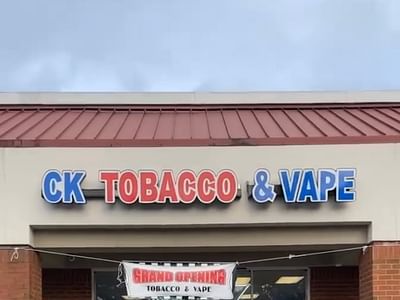 CK TOBACCO & VAPE
GRAND OPENING
TOBACCO & VAPE